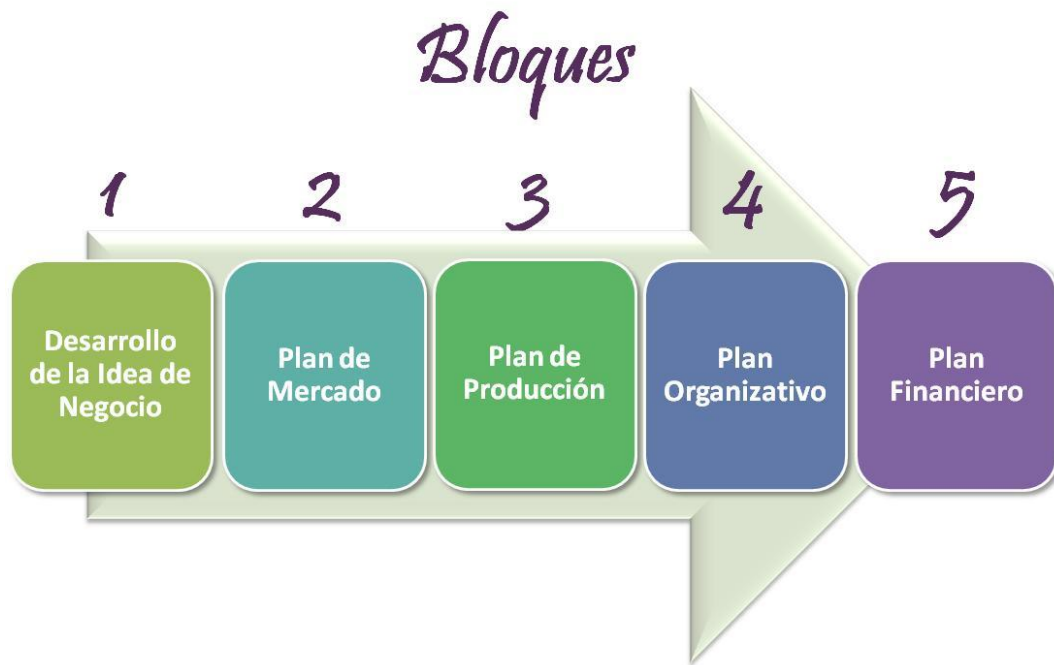 Bloques
1
2
3
4
5
Desarrollo
de la Idea de
Negocio
Plan de
Mercado
Plan de
Producción
Plan
Organizativo
Plan
Financiero